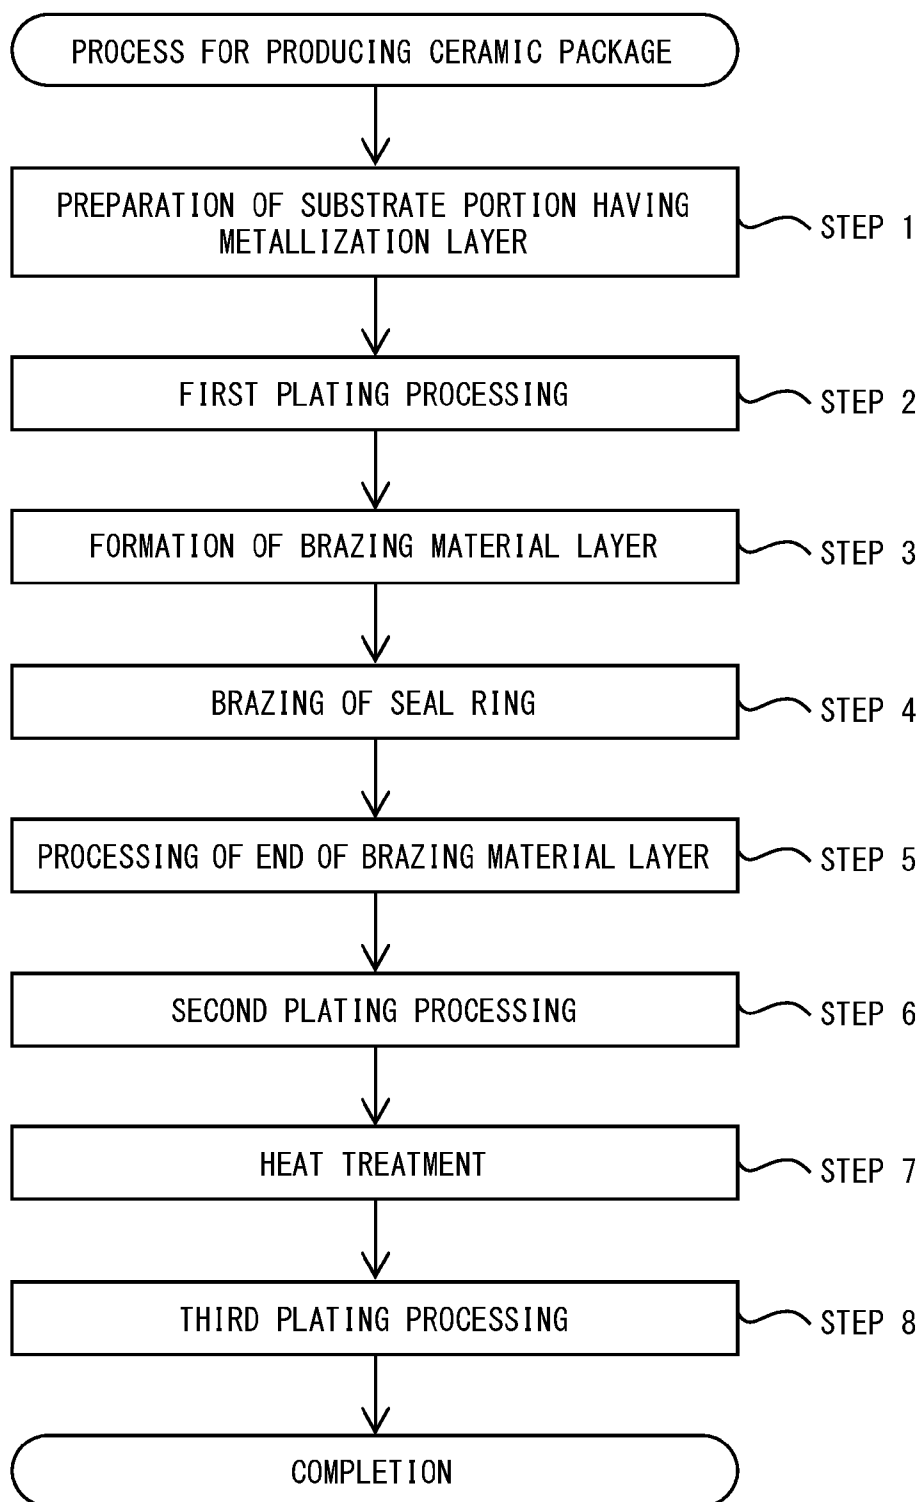 PROCESS FOR PRODUCING CERAMIC PACKAGE
PREPARATION OF SUBSTRATE PORTION HAVING
METALLIZATION LAYER
STEP 1
FIRST PLATING PROCESSING
STEP 2
FORMATION OF BRAZING MATERIAL LAYER
STEP 3
BRAZING OF SEAL RING
STEP 4
PROCESSING OF END OF BRAZING MATERIAL LAYER
STEP 5
SECOND PLATING PROCESSING
STEP 6
HEAT TREATMENT
STEP 7
THIRD PLATING PROCESSING
STEP 8
COMPLETION